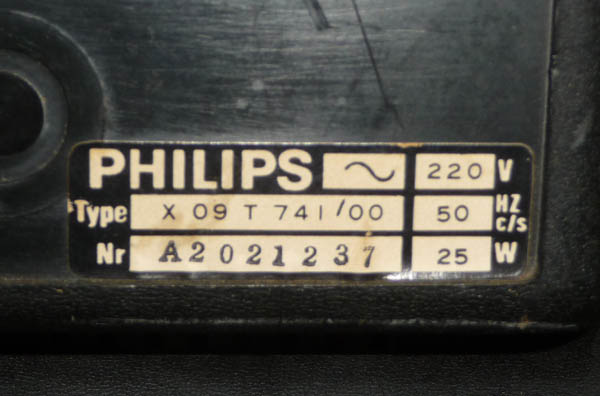 PHILIPS ~ 220 V
Type X 09 T 741/00 50 HZ c/s
Nr A2021237 25 W